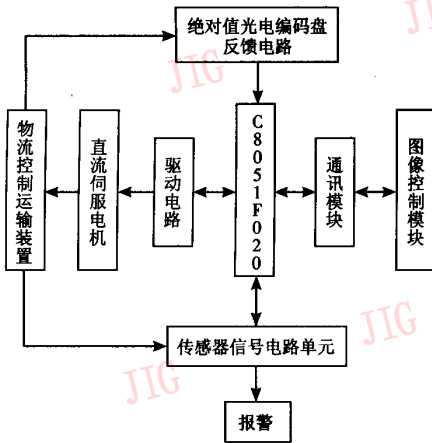 绝对值光电编码盘
反馈电路
JIG
JIG
物流控制运输装置
直流伺服电机
驱动电路
C8051F020
通讯模块
图像控制模块
传感器信号电路单元
JIG
JIG
报警